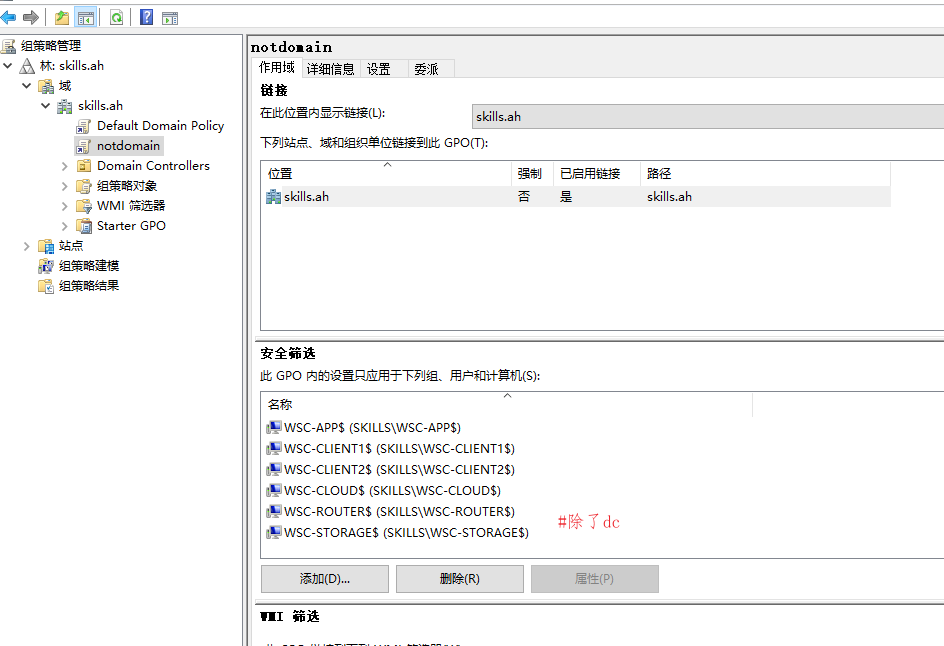 组策略管理
林: skills.ah
域
skills.ah
Default Domain Policy
notdomain
Domain Controllers
组策略对象
WMI 筛选器
Starter GPO
站点
组策略建模
组策略结果
notdomain
作用域 详细信息 设置 委派
链接
在此位置内显示链接(L): skills.ah
下列站点、域和组织单位链接到此 GPO(T):
位置 强制 已启用链接 路径
skills.ah 否 是 skills.ah
安全筛选
此 GPO 内的设置只应用于下列组、用户和计算机(S):
名称
WSC-APP$ (SKILLS\WSC-APP$)
WSC-CLIENT1$ (SKILLS\WSC-CLIENT1$)
WSC-CLIENT2$ (SKILLS\WSC-CLIENT2$)
WSC-CLOUD$ (SKILLS\WSC-CLOUD$)
WSC-ROUTER$ (SKILLS\WSC-ROUTER$)
WSC-STORAGE$ (SKILLS\WSC-STORAGE$)
#除了dc
添加(D)... 删除(R) 属性(P)
WMI 筛选